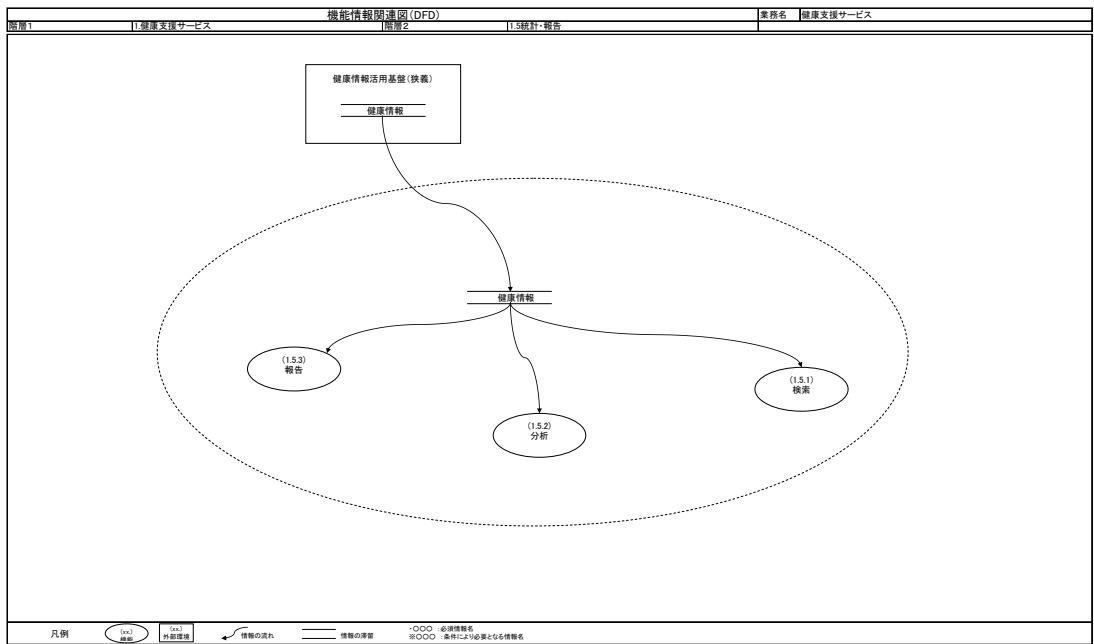 機能情報関連図(DFD)
業務名 健康支援サービス
階層1 1.健康支援サービス 階層2 1.5統計・報告
健康情報活用基盤(狭義)
健康情報
健康情報
(1.5.3)
報告
(1.5.1)
検索
(1.5.2)
分析
凡例
(xx.)
機能
(xx.)
外部環境
情報の流れ
情報の滞留
・○○○ :必須情報名
※○○○ :条件により必要となる情報名